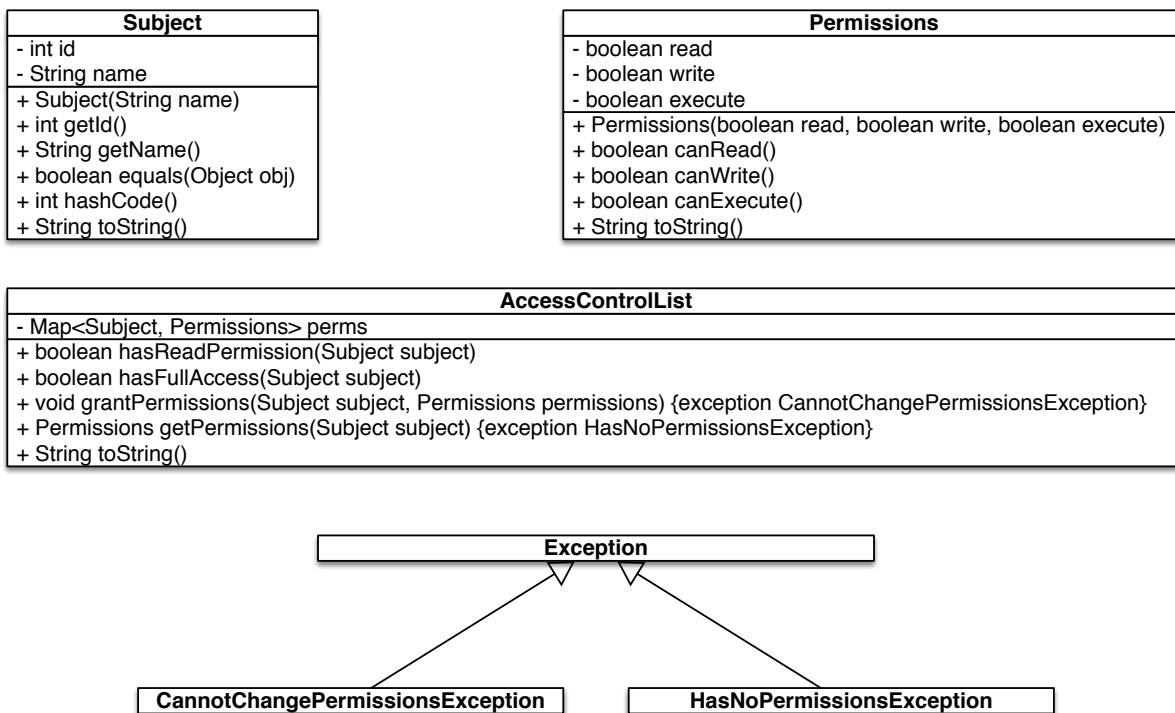 Subject
- int id
- String name
+ Subject(String name)
+ int getId()
+ String getName()
+ boolean equals(Object obj)
+ int hashCode()
+ String toString()
Permissions
- boolean read
- boolean write
- boolean execute
+ Permissions(boolean read, boolean write, boolean execute)
+ boolean canRead()
+ boolean canWrite()
+ boolean canExecute()
+ String toString()
AccessControlList
- Map<Subject, Permissions> perms
+ boolean hasReadPermission(Subject subject)
+ boolean hasFullAccess(Subject subject)
+ void grantPermissions(Subject subject, Permissions permissions) {exception CannotChangePermissionsException}
+ Permissions getPermissions(Subject subject) {exception HasNoPermissionsException}
+ String toString()
Exception
CannotChangePermissionsException
HasNoPermissionsException